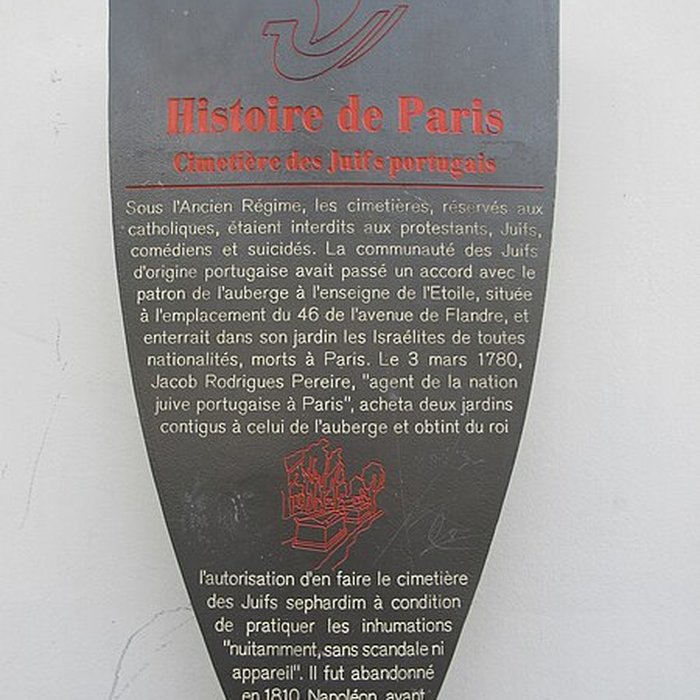 Histoire de Paris
Cimetière des Juifs portugais
Sous l'Ancien Régime, les cimetières, réservés aux
catholiques, étaient interdits aux protestants, Juifs,
comédiens et suicidés. La communauté des Juifs
d'origine portugaise avait passé un accord avec le
patron de l'auberge à l'enseigne de l'Etoile, située
à l'emplacement du 46 de l'avenue de Flandre, et
enterrait dans son jardin les Israélites de toutes
nationalités, morts à Paris. Le 3 mars 1780,
Jacob Rodrigues Pereire, "agent de la nation
juive portugaise à Paris", acheta deux jardins
contigus à celui de l'auberge et obtint du roi
l'autorisation d'en faire le cimetière
des Juifs sephardim à condition
de pratiquer les inhumations
"nuitamment, sans scandale ni
appareil". Il fut abandonné
en 1810, Napoléon ayant